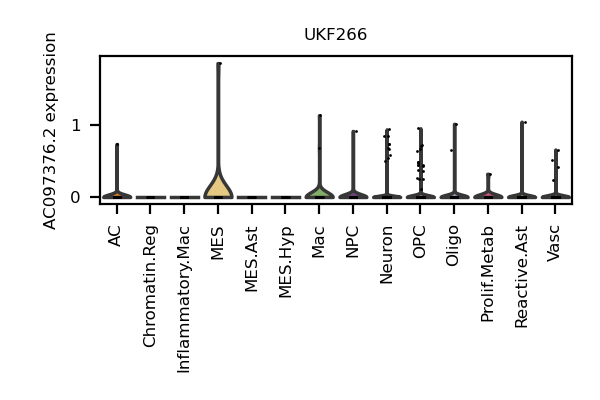 UKF266
AC097376.2 expression
1
0
AC
Chromatin.Reg
Inflammatory.Mac
MES
MES.Ast
MES.Hyp
Mac
NPC
Neuron
OPC
Oligo
Prolif.Metab
Reactive.Ast
Vasc